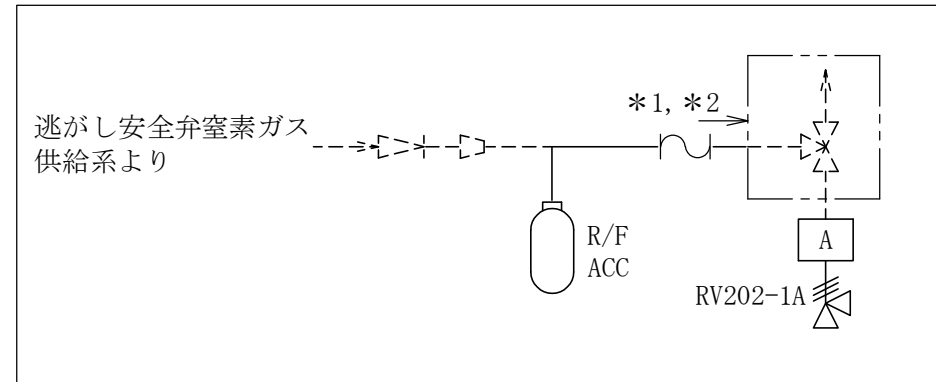 逃がし安全弁窒素ガス
供給系より
＊1, ＊2
R/F
ACC
A
RV202-1A